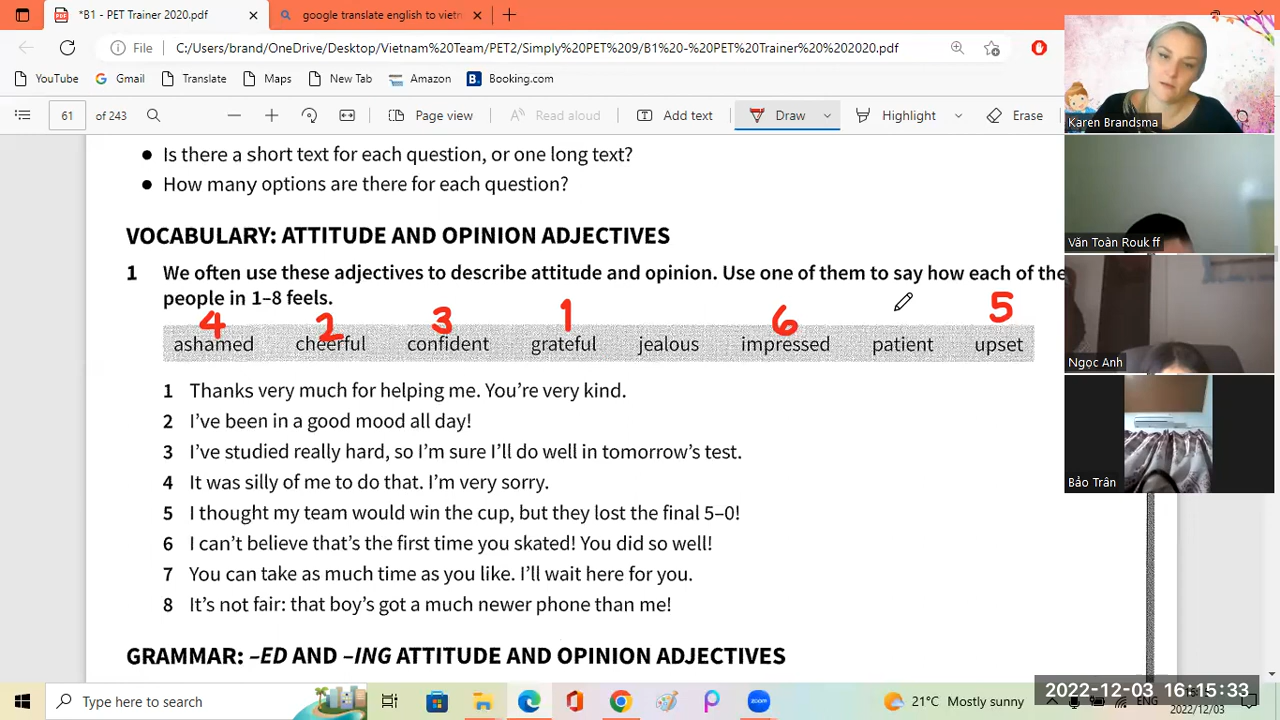 *B1 - PET Trainer 2020.pdf
google translate english to vietn
File
C:/Users/brand/OneDrive/Desktop/Vietnam%20Team/PET2/Simply%20PET%209/B1%20-%20PET%20Trainer%20%202020.pdf
YouTube Gmail Translate Maps New Tab Amazon Booking.com
61 of 243 Page view Read aloud Add text Draw Highlight Erase
Karen Brandsma
Văn Toàn Rouk ff
Ngọc Anh
Bảo Trân
Is there a short text for each question, or one long text?
How many options are there for each question?
VOCABULARY: ATTITUDE AND OPINION ADJECTIVES
1 We often use these adjectives to describe attitude and opinion. Use one of them to say how each of the
people in 1–8 feels.
4 2 3 1 6 5
ashamed cheerful confident grateful jealous impressed patient upset
1 Thanks very much for helping me. You're very kind.
2 I've been in a good mood all day!
3 I've studied really hard, so I'm sure I'll do well in tomorrow's test.
4 It was silly of me to do that. I'm very sorry.
5 I thought my team would win the cup, but they lost the final 5–0!
6 I can't believe that's the first time you skated! You did so well!
7 You can take as much time as you like. I'll wait here for you.
8 It's not fair: that boy's got a much newer phone than me!
GRAMMAR: –ED AND –ING ATTITUDE AND OPINION ADJECTIVES
Type here to search
zoom
21°C Mostly sunny
ENG
2022-12-03 16:15:33
2022/12/03